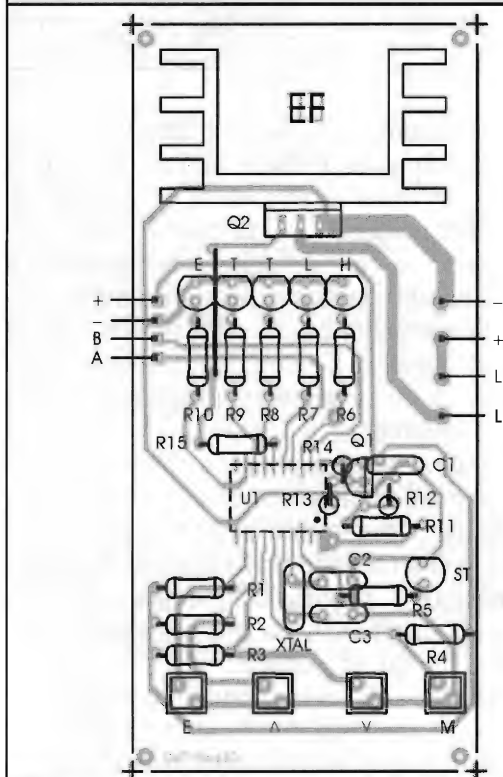 EF
Q2
E T T L H
+
−
B
A
−
+
L
L
R10 R9 R8 R7 R6
R15
R14
Q1
C1
U1
R13
R12
R11
C2
ST
R1
R5
R2
C3
R4
R3
XTAL
E ʌ v M